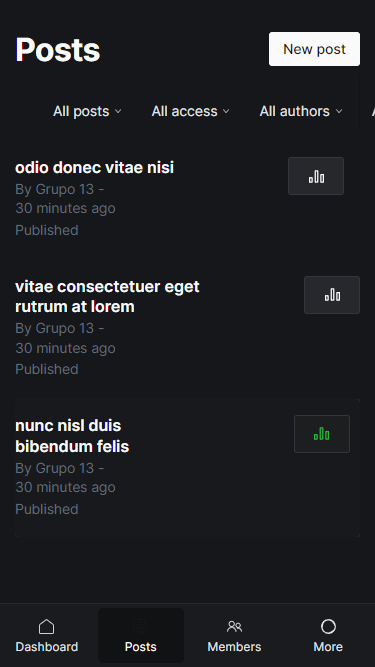 Posts
New post
All posts
All access
All authors
odio donec vitae nisi
By Grupo 13 -
30 minutes ago
Published
vitae consectetuer eget
rutrum at lorem
By Grupo 13 -
30 minutes ago
Published
nunc nisl duis
bibendum felis
By Grupo 13 -
30 minutes ago
Published
Dashboard
Posts
Members
More